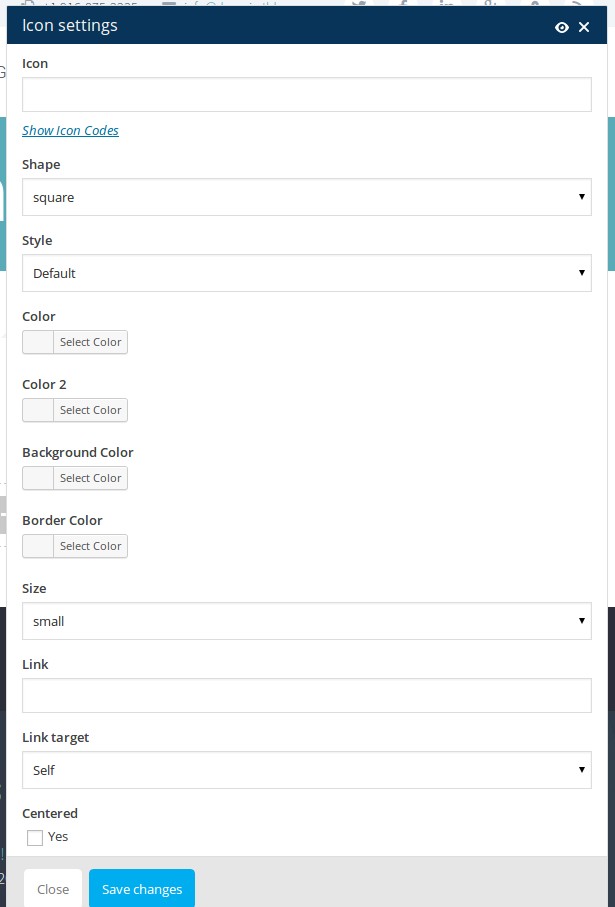 Icon settings
Icon
Show Icon Codes
Shape
square
Style
Default
Color
Select Color
Color 2
Select Color
Background Color
Select Color
Border Color
Select Color
Size
small
Link
Link target
Self
Centered
Yes
Close
Save changes